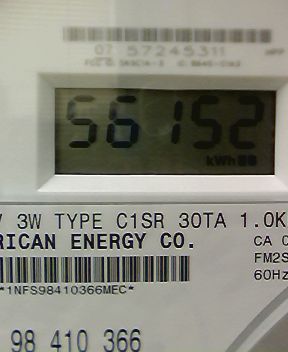 07 57245311
56152
kWh
3W TYPE C1SR 30TA 1.0K
RICAN ENERGY CO.
CA 0
FM2S
60Hz
*1NFS98410366MEC*
98 410 366